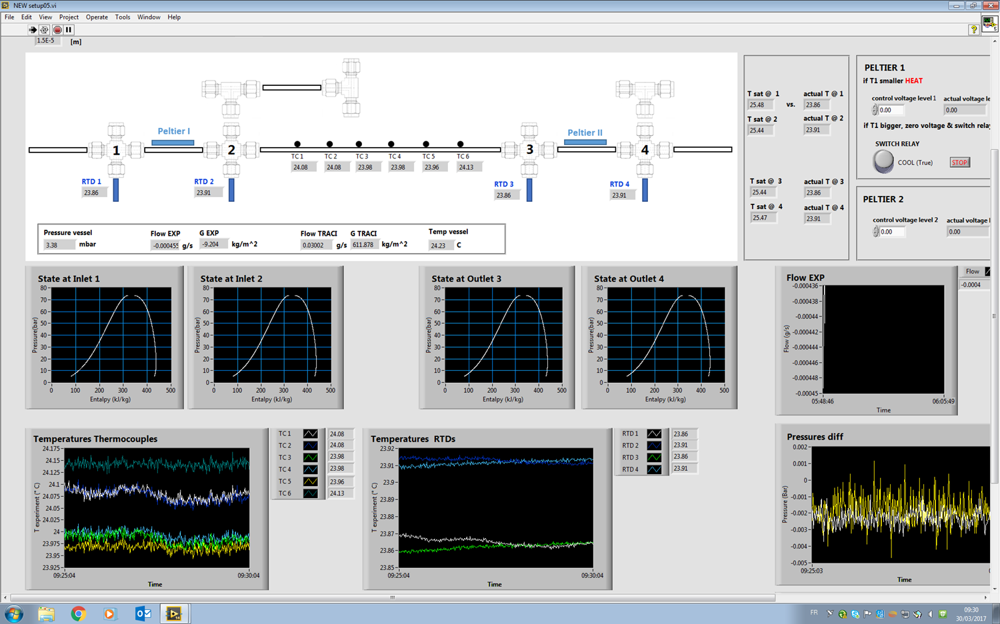 NEW setup05.vi
File Edit View Project Operate Tools Window Help
1.5E-5 [m]
Peltier I
Peltier II
1
2
3
4
TC 1 TC 2 TC 3 TC 4 TC 5 TC 6
24.08 24.08 23.98 23.98 23.96 24.13
RTD 1
23.86
RTD 2
23.91
RTD 3
23.86
RTD 4
23.91
Pressure vessel
3.38 mbar
Flow EXP
-0.000455 g/s
G EXP
-9.204 kg/m^2
Flow TRACI
0.03002 g/s
G TRACI
611.878 kg/m^2
Temp vessel
24.23 C
T sat @ 1 actual T @ 1
25.48 vs. 23.86
T sat @ 2 actual T @ 2
25.44 23.91
T sat @ 3 actual T @ 3
25.44 23.86
T sat @ 4 actual T @ 4
25.47 23.91
PELTIER 1
if T1 smaller HEAT
control voltage level 1 actual voltage le
0.00 0.00
if T1 bigger, zero voltage & switch relay
SWITCH RELAY
COOL (True) STOP
PELTIER 2
control voltage level 2 actual voltage l
0.00 0.00
State at Inlet 1
80
70
60
50
40
30
20
10
0
Pressure(bar)
0 100 200 300 400 500
Entalpy (kJ/kg)
State at Inlet 2
80
70
60
50
40
30
20
10
0
Pressure(bar)
0 100 200 300 400 500
Entalpy (kJ/kg)
State at Outlet 3
80
70
60
50
40
30
20
10
0
Pressure(bar)
0 100 200 300 400 500
Entalpy (kJ/kg)
State at Outlet 4
80
70
60
50
40
30
20
10
0
Pressure(bar)
0 100 200 300 400 500
Entalpy (kJ/kg)
Flow EXP
-0.000436
-0.000438
-0.00044
-0.000442
-0.000444
-0.000446
-0.000448
-0.00045
Flow (g/s)
05:48:46 06:05:49
Time
Flow
-0.0004
Temperatures Thermocouples
24.175
24.15
24.125
24.1
24.075
24.05
24.025
24
23.975
23.95
23.925
T experiment (° C)
09:25:04 09:30:04
Time
TC 1 24.08
TC 2 24.08
TC 3 23.98
TC 4 23.98
TC 5 23.96
TC 6 24.13
Temperatures RTDs
23.92
23.91
23.9
23.89
23.88
23.87
23.86
23.85
T experiment (° C)
09:25:04 09:30:04
Time
RTD 1 23.86
RTD 2 23.91
RTD 3 23.86
RTD 4 23.91
Pressures diff
0.002
0.001
0
-0.001
-0.002
-0.003
-0.004
-0.005
Pressure (Bar)
09:25:03 0
Time
FR
09:30
30/03/2017